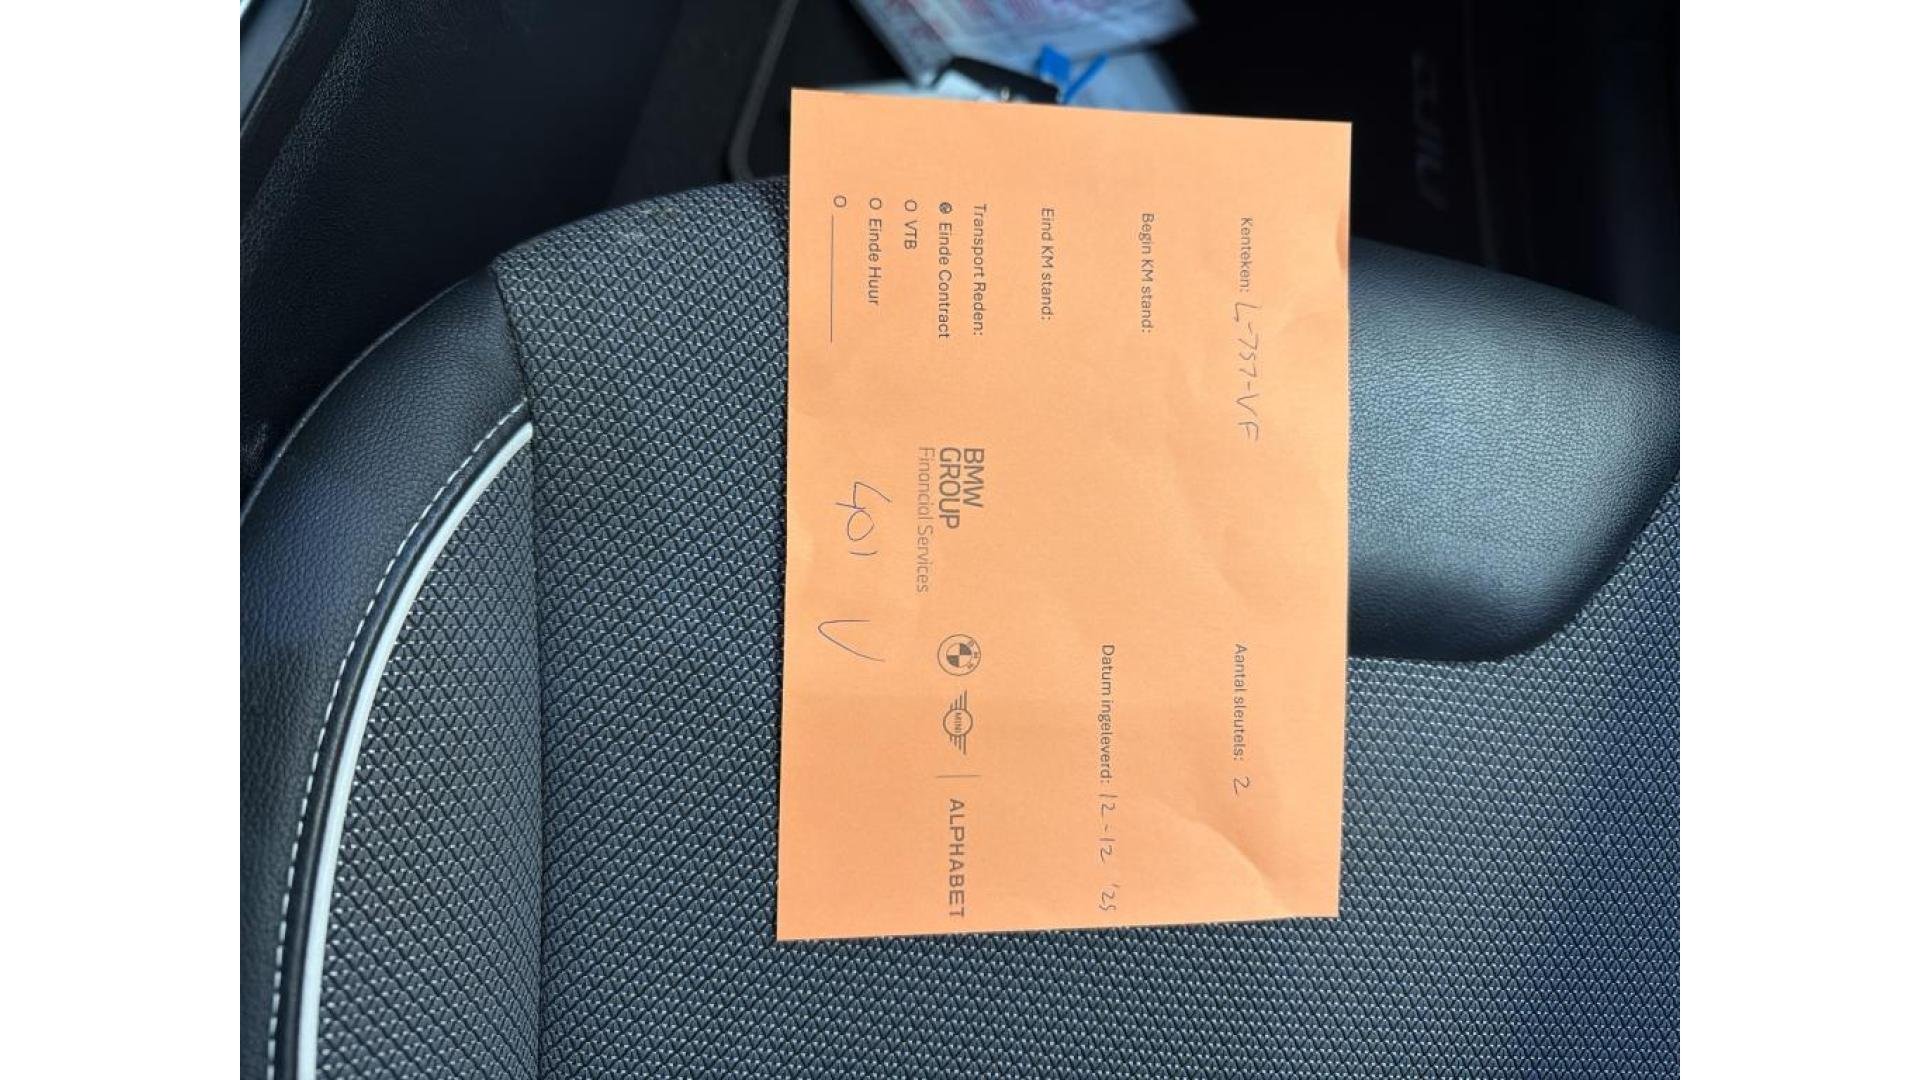 Kenteken: L-757-VF
Aantal sleutels: 2
Begin KM stand:
Datum ingeleverd: 12-12 '25
Eind KM stand:
Transport Reden:
Einde Contract
O VTB
O Einde Huur
O
BMW
GROUP
Financial Services
MINI
ALPHABET
401 V